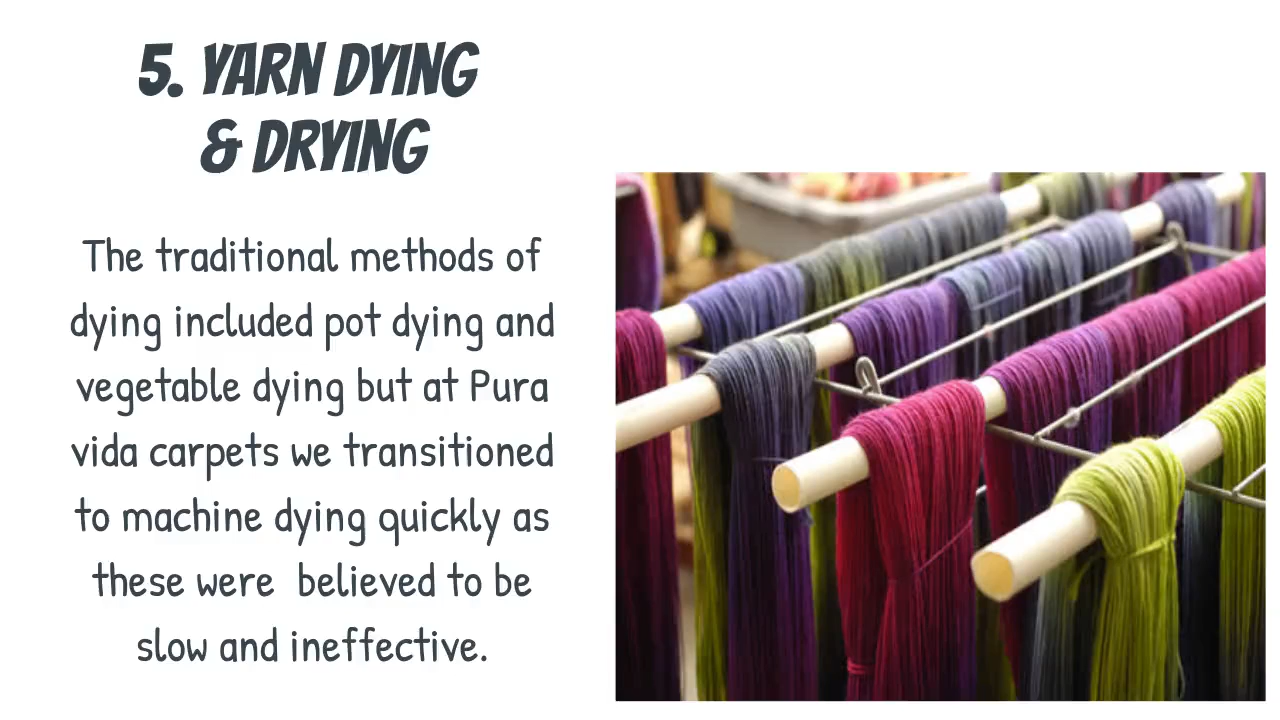 5. YARN DYING
& DRYING
The traditional methods of
dying included pot dying and
vegetable dying but at Pura
vida carpets we transitioned
to machine dying quickly as
these were believed to be
slow and ineffective.